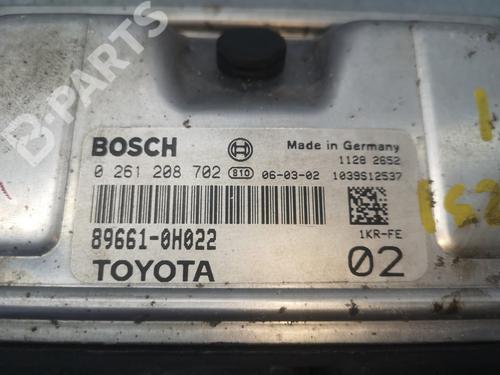 B-PARTS
BOSCH
Made in Germany
1128 2652
0 261 208 702 810 06-03-02 1039S12537
89661-0H022
1KR-FE
TOYOTA
02